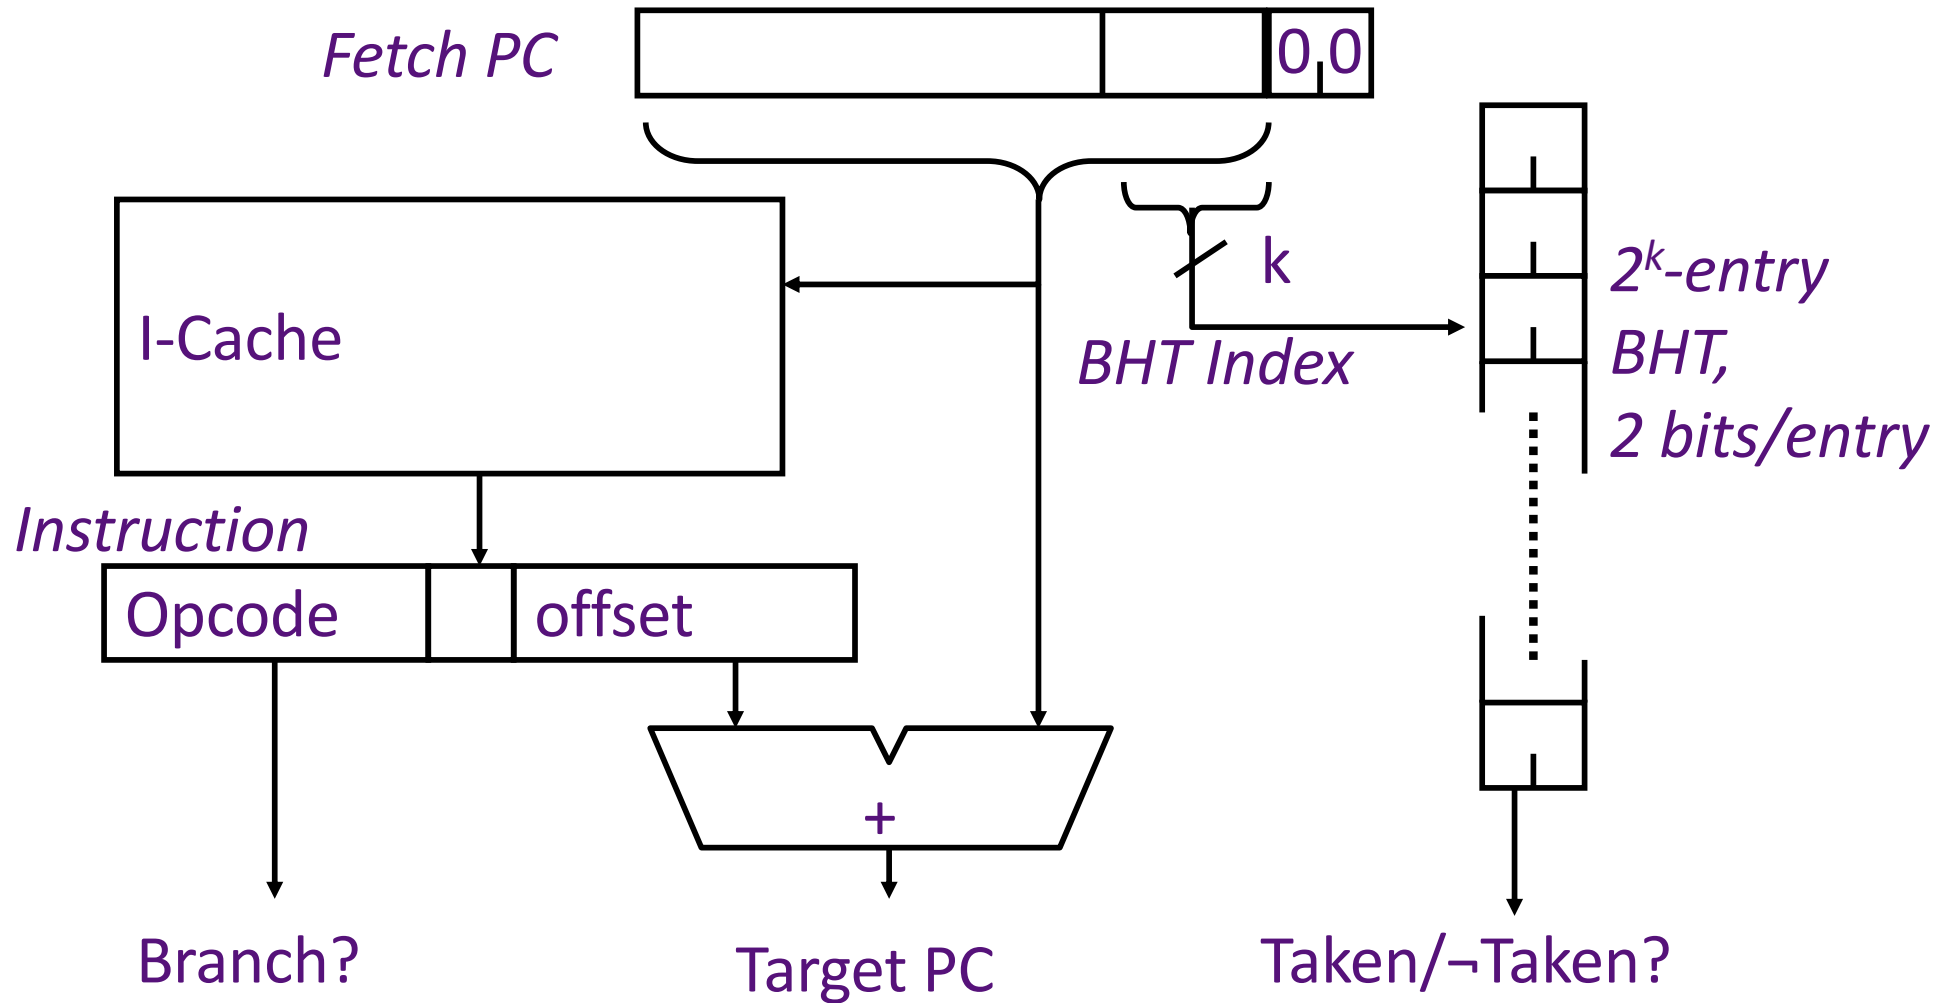 Fetch PC
0 0
k
2^k-entry
BHT,
2 bits/entry
I-Cache
BHT Index
Instruction
Opcode
offset
+
Branch?
Target PC
Taken/¬Taken?